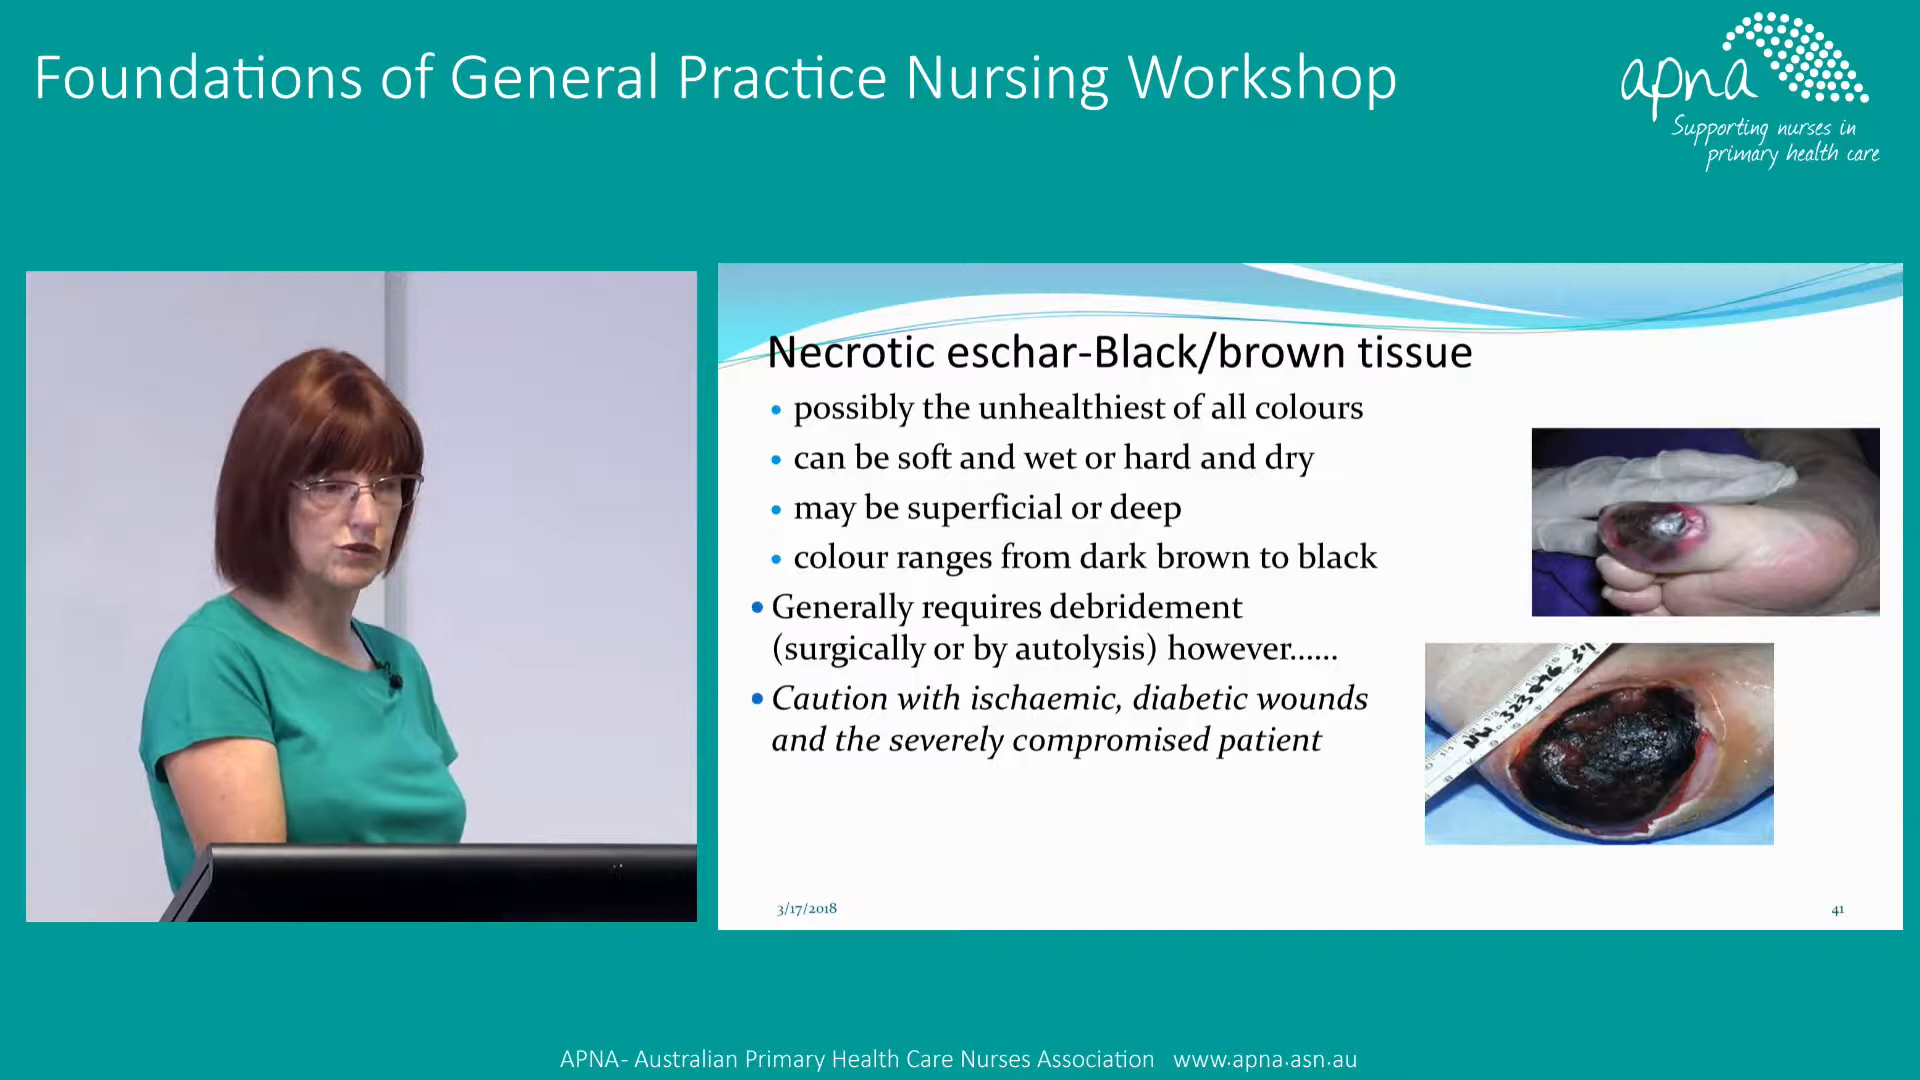 Foundations of General Practice Nursing Workshop
apna
Supporting nurses in
primary health care
Necrotic eschar-Black/brown tissue
• possibly the unhealthiest of all colours
• can be soft and wet or hard and dry
• may be superficial or deep
• colour ranges from dark brown to black
• Generally requires debridement
(surgically or by autolysis) however......
• Caution with ischaemic, diabetic wounds
and the severely compromised patient
3/17/2018
41
APNA- Australian Primary Health Care Nurses Association www.apna.asn.au